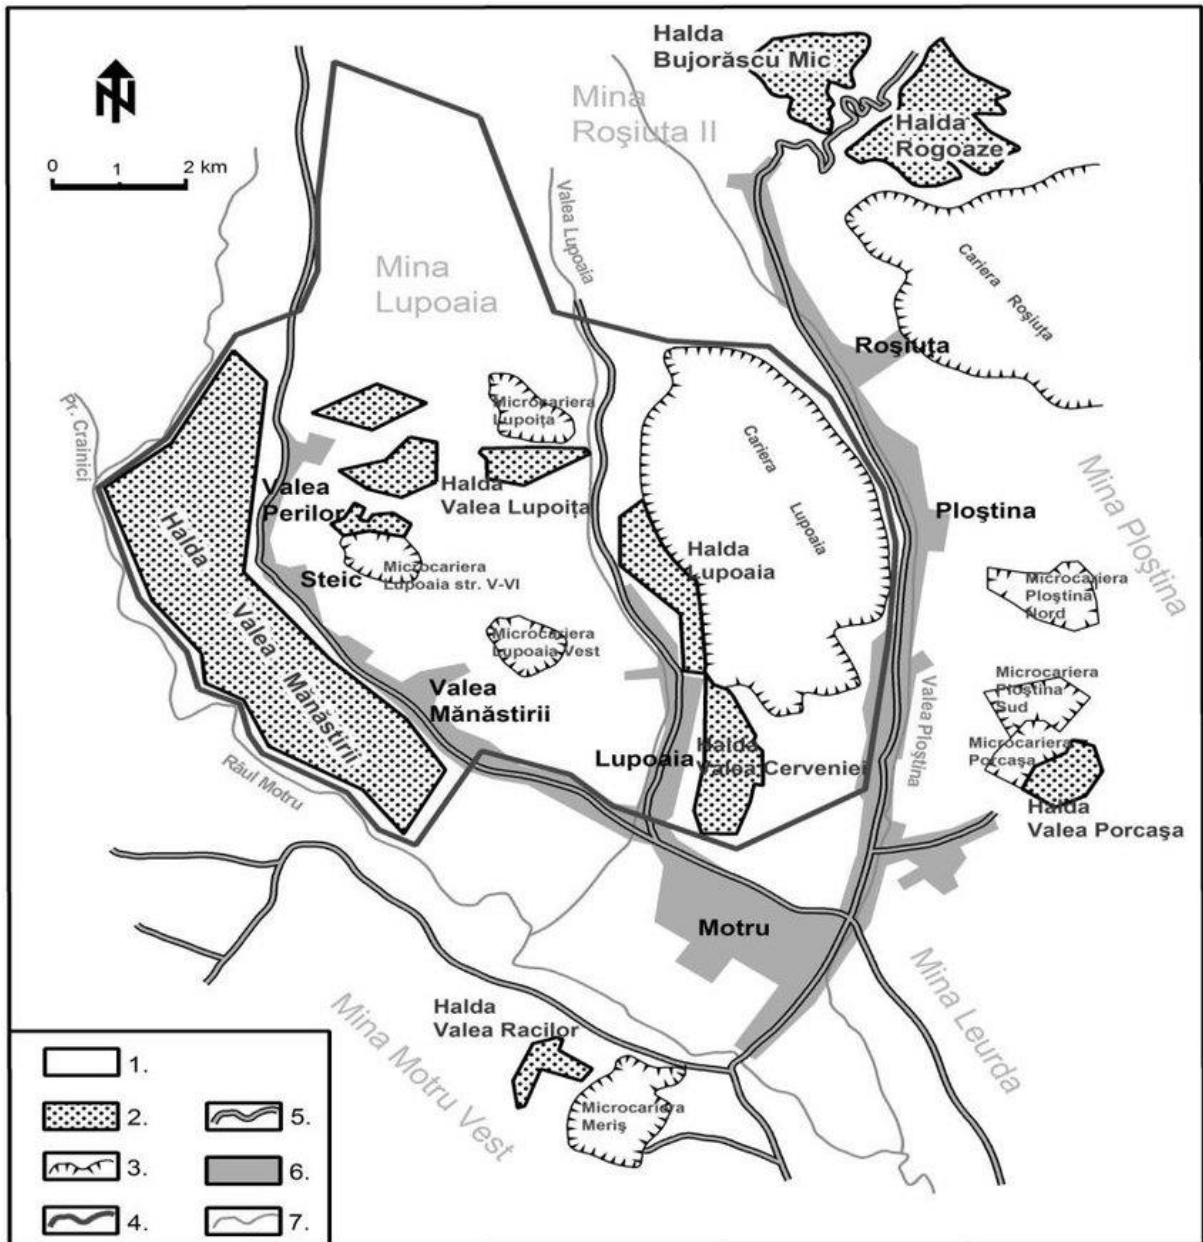 Halda
Bujorăscu Mic
N
Mina
Roşiuţa II
Halda
Rogoaze
0 1 2 km
Valea Lupoaia
Mina
Lupoaia
Cariera Roşiuţa
Roşiuţa
Pr. Crainici
Microcariera
Lupoiţa
Cariera Lupoaia
Mina Ploştina
Valea
Perilor
Halda
Valea Lupoiţa
Ploştina
Halda
Valea Mănăstirii
Steic
Microcariera
Lupoaia str. V-VI
Halda
Lupoaia
Microcariera
Ploştina
Nord
Microcariera
Lupoaia Vest
Valea
Mănăstirii
Microcariera
Ploştina
Sud
Valea Ploştina
Râul Motru
Lupoaia
Halda
Valea Cerveniei
Microcariera
Porcaşa
Halda
Valea Porcaşa
Motru
Mina Leurda
Mina Motru Vest
Halda
Valea Racilor
Microcariera
Meriş
1.
2.
3.
4.
5.
6.
7.